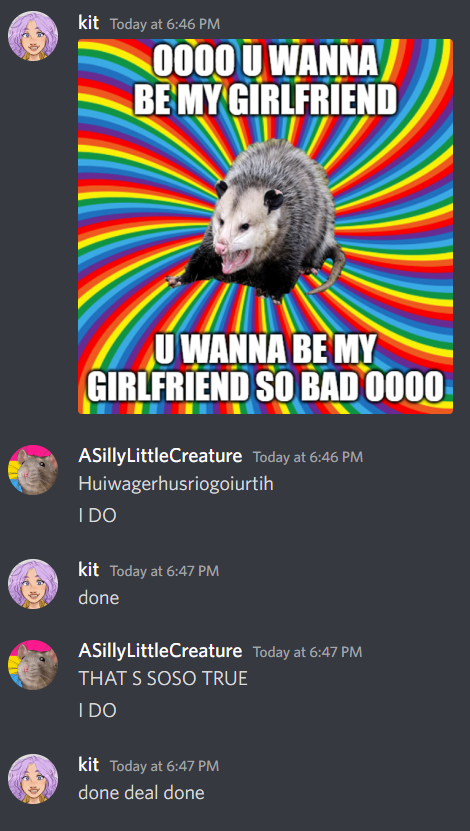 kit Today at 6:46 PM
OOOO U WANNA
BE MY GIRLFRIEND
U WANNA BE MY
GIRLFRIEND SO BAD OOOO
ASillyLittleCreature Today at 6:46 PM
Huiwagerhusriogoiurtih
I DO
kit Today at 6:47 PM
done
ASillyLittleCreature Today at 6:47 PM
THAT S SOSO TRUE
I DO
kit Today at 6:47 PM
done deal done